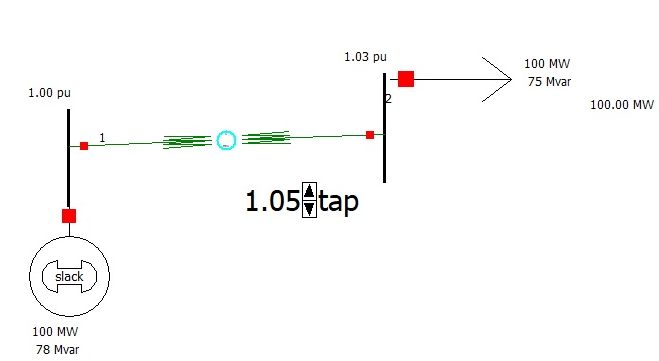 1.03 pu
100 MW
75 Mvar
1.00 pu
2
100.00 MW
1
1.05 tap
slack
100 MW
78 Mvar